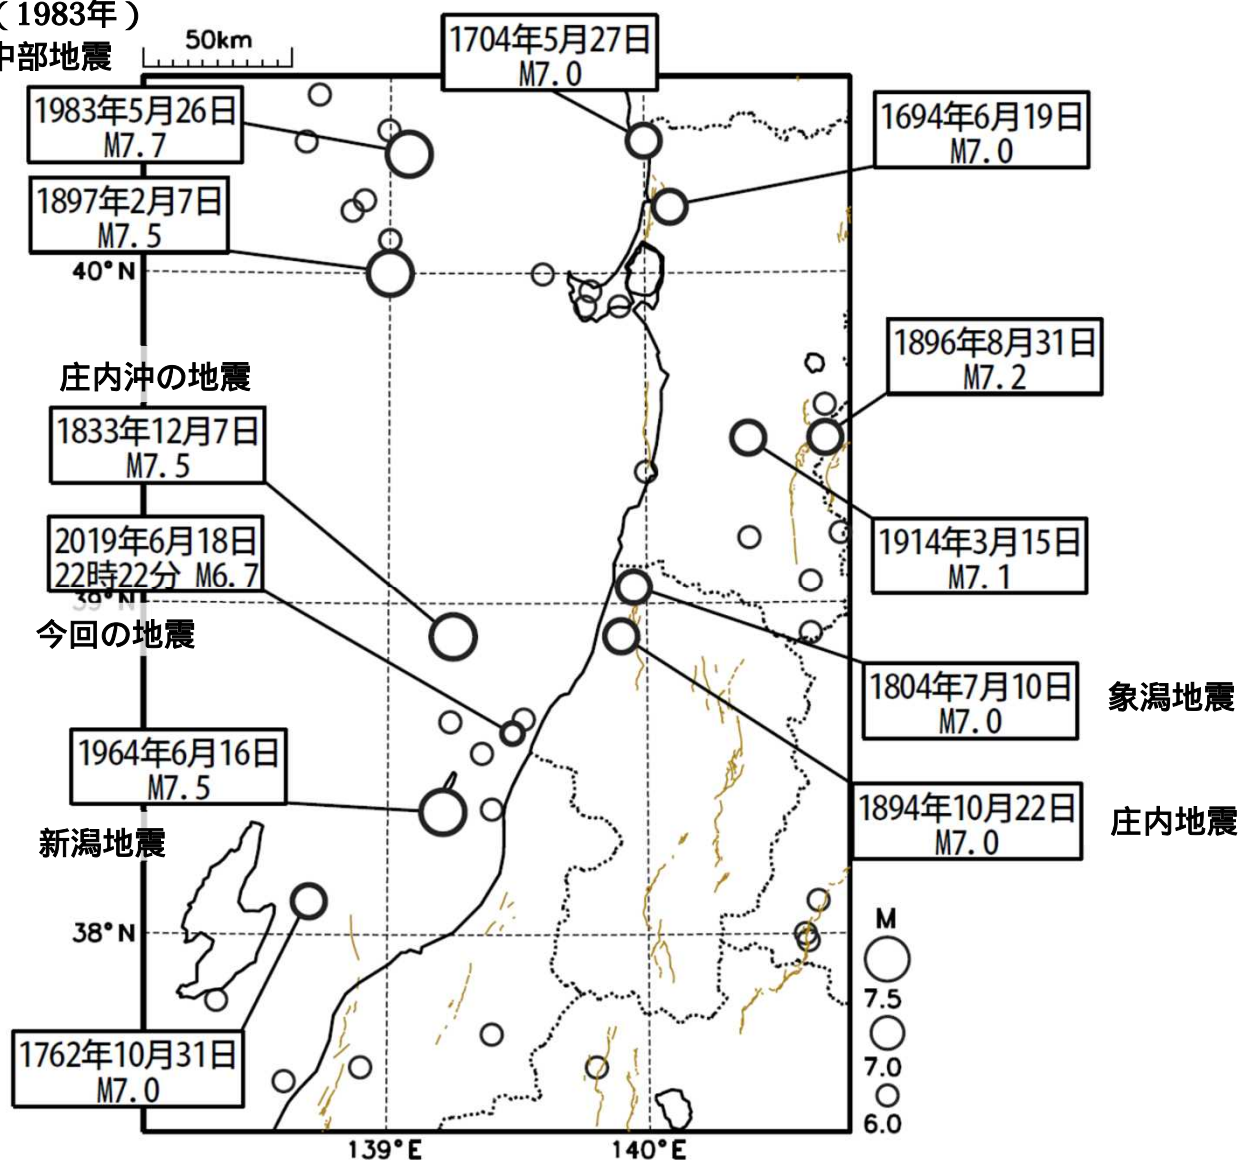 (1983年)
中部地震
50km
1704年5月27日
M7.0
1983年5月26日
M7.7
1694年6月19日
M7.0
1897年2月7日
M7.5
40°N
1896年8月31日
M7.2
庄内沖の地震
1833年12月7日
M7.5
2019年6月18日
22時22分 M6.7
1914年3月15日
M7.1
39°N
今回の地震
1804年7月10日
M7.0
象潟地震
1964年6月16日
M7.5
新潟地震
1894年10月22日
M7.0
庄内地震
38°N
M
7.5
7.0
6.0
1762年10月31日
M7.0
139°E
140°E